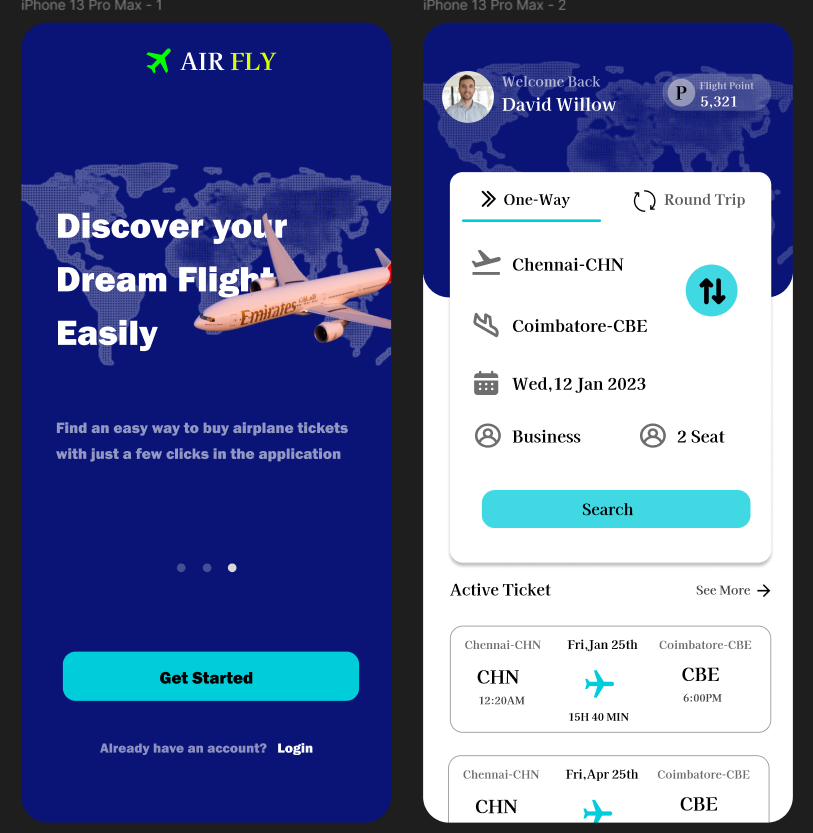 iPhone 13 Pro Max - 1
AIR FLY
Discover your
Dream Flight
Easily
Emirates
Find an easy way to buy airplane tickets
with just a few clicks in the application
Get Started
Already have an account? Login
iPhone 13 Pro Max - 2
Welcome Back
David Willow
P
Flight Point
5,321
One-Way
Round Trip
Chennai-CHN
Coimbatore-CBE
Wed,12 Jan 2023
Business
2 Seat
Search
Active Ticket
See More
Chennai-CHN
Fri,Jan 25th
Coimbatore-CBE
CHN
CBE
12:20AM
6:00PM
15H 40 MIN
Chennai-CHN
Fri,Apr 25th
Coimbatore-CBE
CHN
CBE